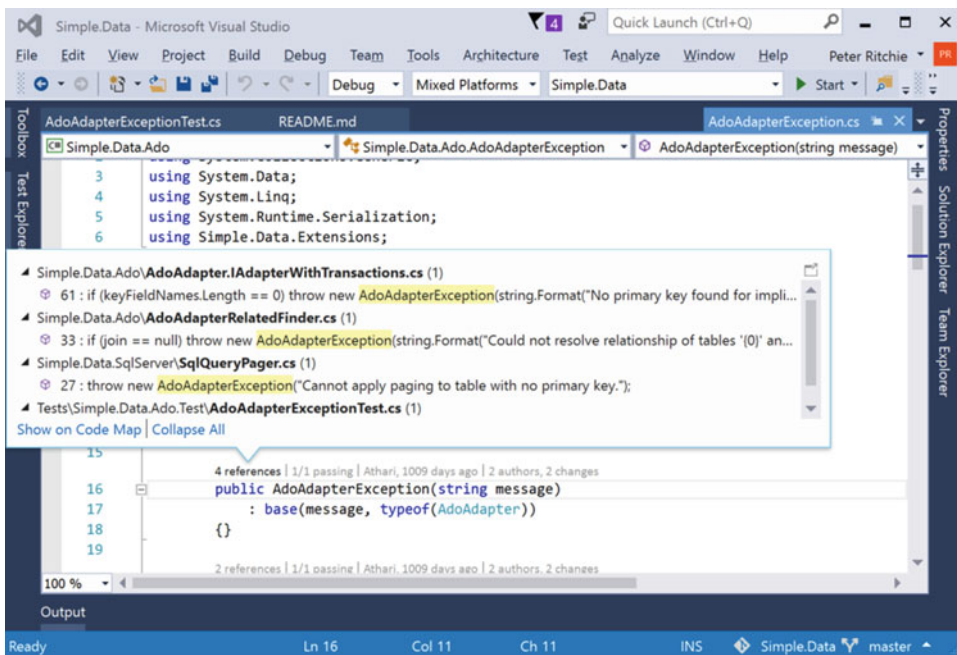 Simple.Data - Microsoft Visual Studio
4
Quick Launch (Ctrl+Q)
File Edit View Project Build Debug Team Tools Architecture Test Analyze Window Help Peter Ritchie PR
Debug Mixed Platforms Simple.Data Start
Toolbox
Test Explorer
AdoAdapterExceptionTest.cs README.md AdoAdapterException.cs
C# Simple.Data.Ado Simple.Data.Ado.AdoAdapterException AdoAdapterException(string message)
3 using System.Data;
4 using System.Linq;
5 using System.Runtime.Serialization;
6 using Simple.Data.Extensions;
Simple.Data.Ado\AdoAdapter.IAdapterWithTransactions.cs (1)
61 : if (keyFieldNames.Length == 0) throw new AdoAdapterException(string.Format("No primary key found for impli...
Simple.Data.Ado\AdoAdapterRelatedFinder.cs (1)
33 : if (join == null) throw new AdoAdapterException(string.Format("Could not resolve relationship of tables '{0}' an...
Simple.Data.SqlServer\SqlQueryPager.cs (1)
27 : throw new AdoAdapterException("Cannot apply paging to table with no primary key.");
Tests\Simple.Data.Ado.Test\AdoAdapterExceptionTest.cs (1)
Show on Code Map | Collapse All
15
4 references | 1/1 passing | Athari, 1009 days ago | 2 authors, 2 changes
16 public AdoAdapterException(string message)
17 : base(message, typeof(AdoAdapter))
18 {}
19
2 references | 1/1 passing | Athari, 1009 days ago | 2 authors, 2 changes
100 %
Properties
Solution Explorer
Team Explorer
Output
Ready Ln 16 Col 11 Ch 11 INS Simple.Data master